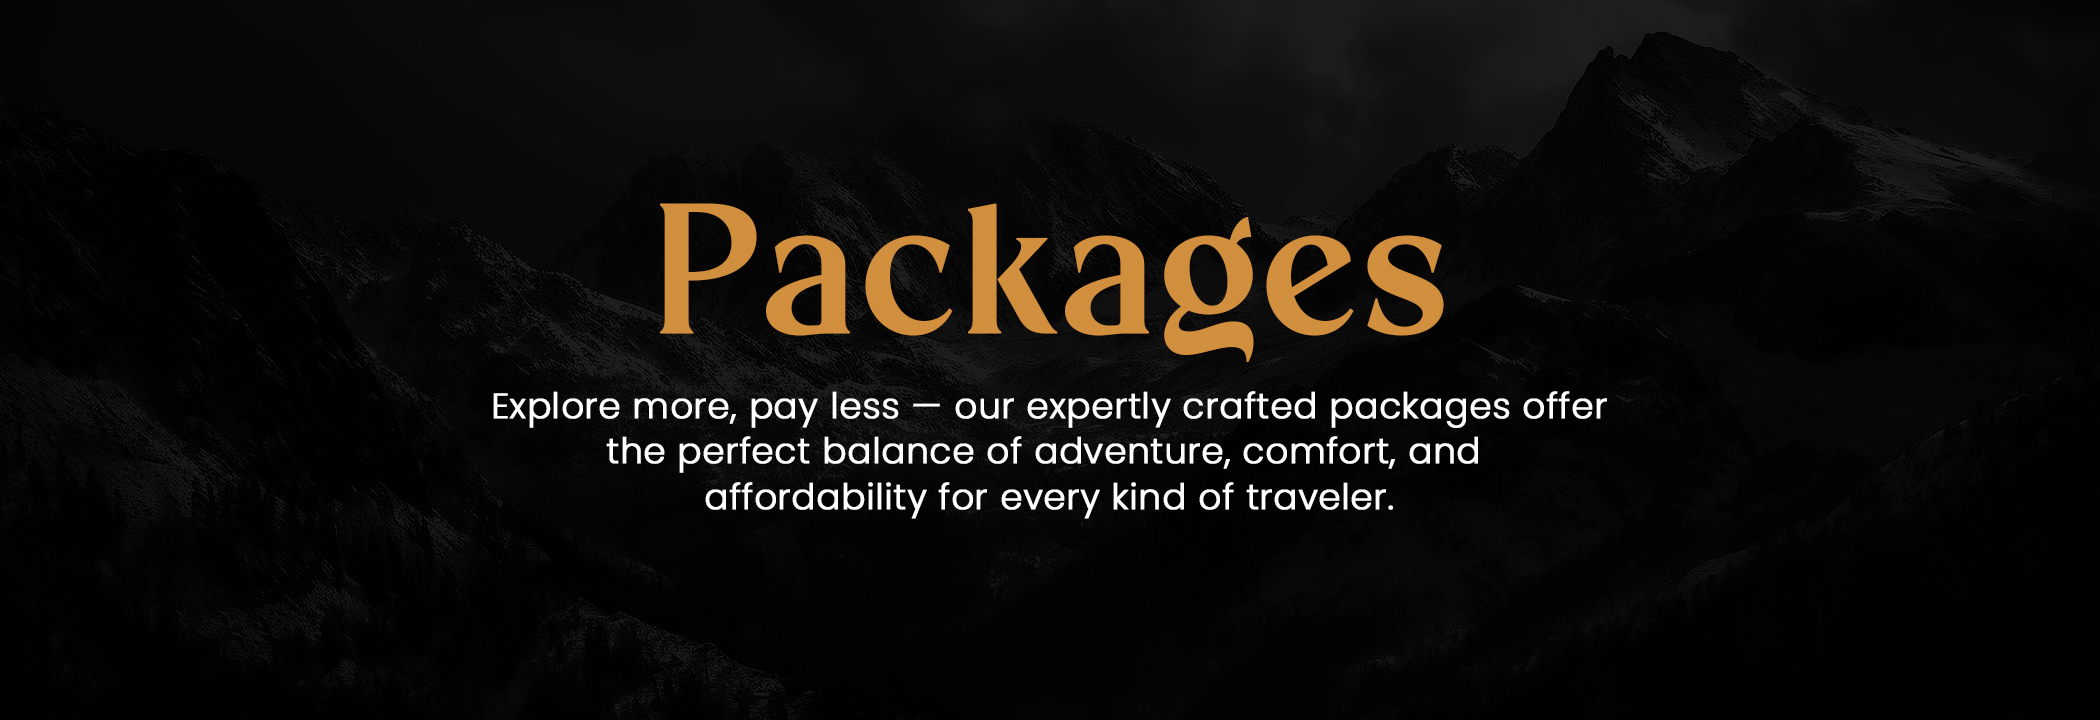 Packages
Explore more, pay less — our expertly crafted packages offer
the perfect balance of adventure, comfort, and
affordability for every kind of traveler.